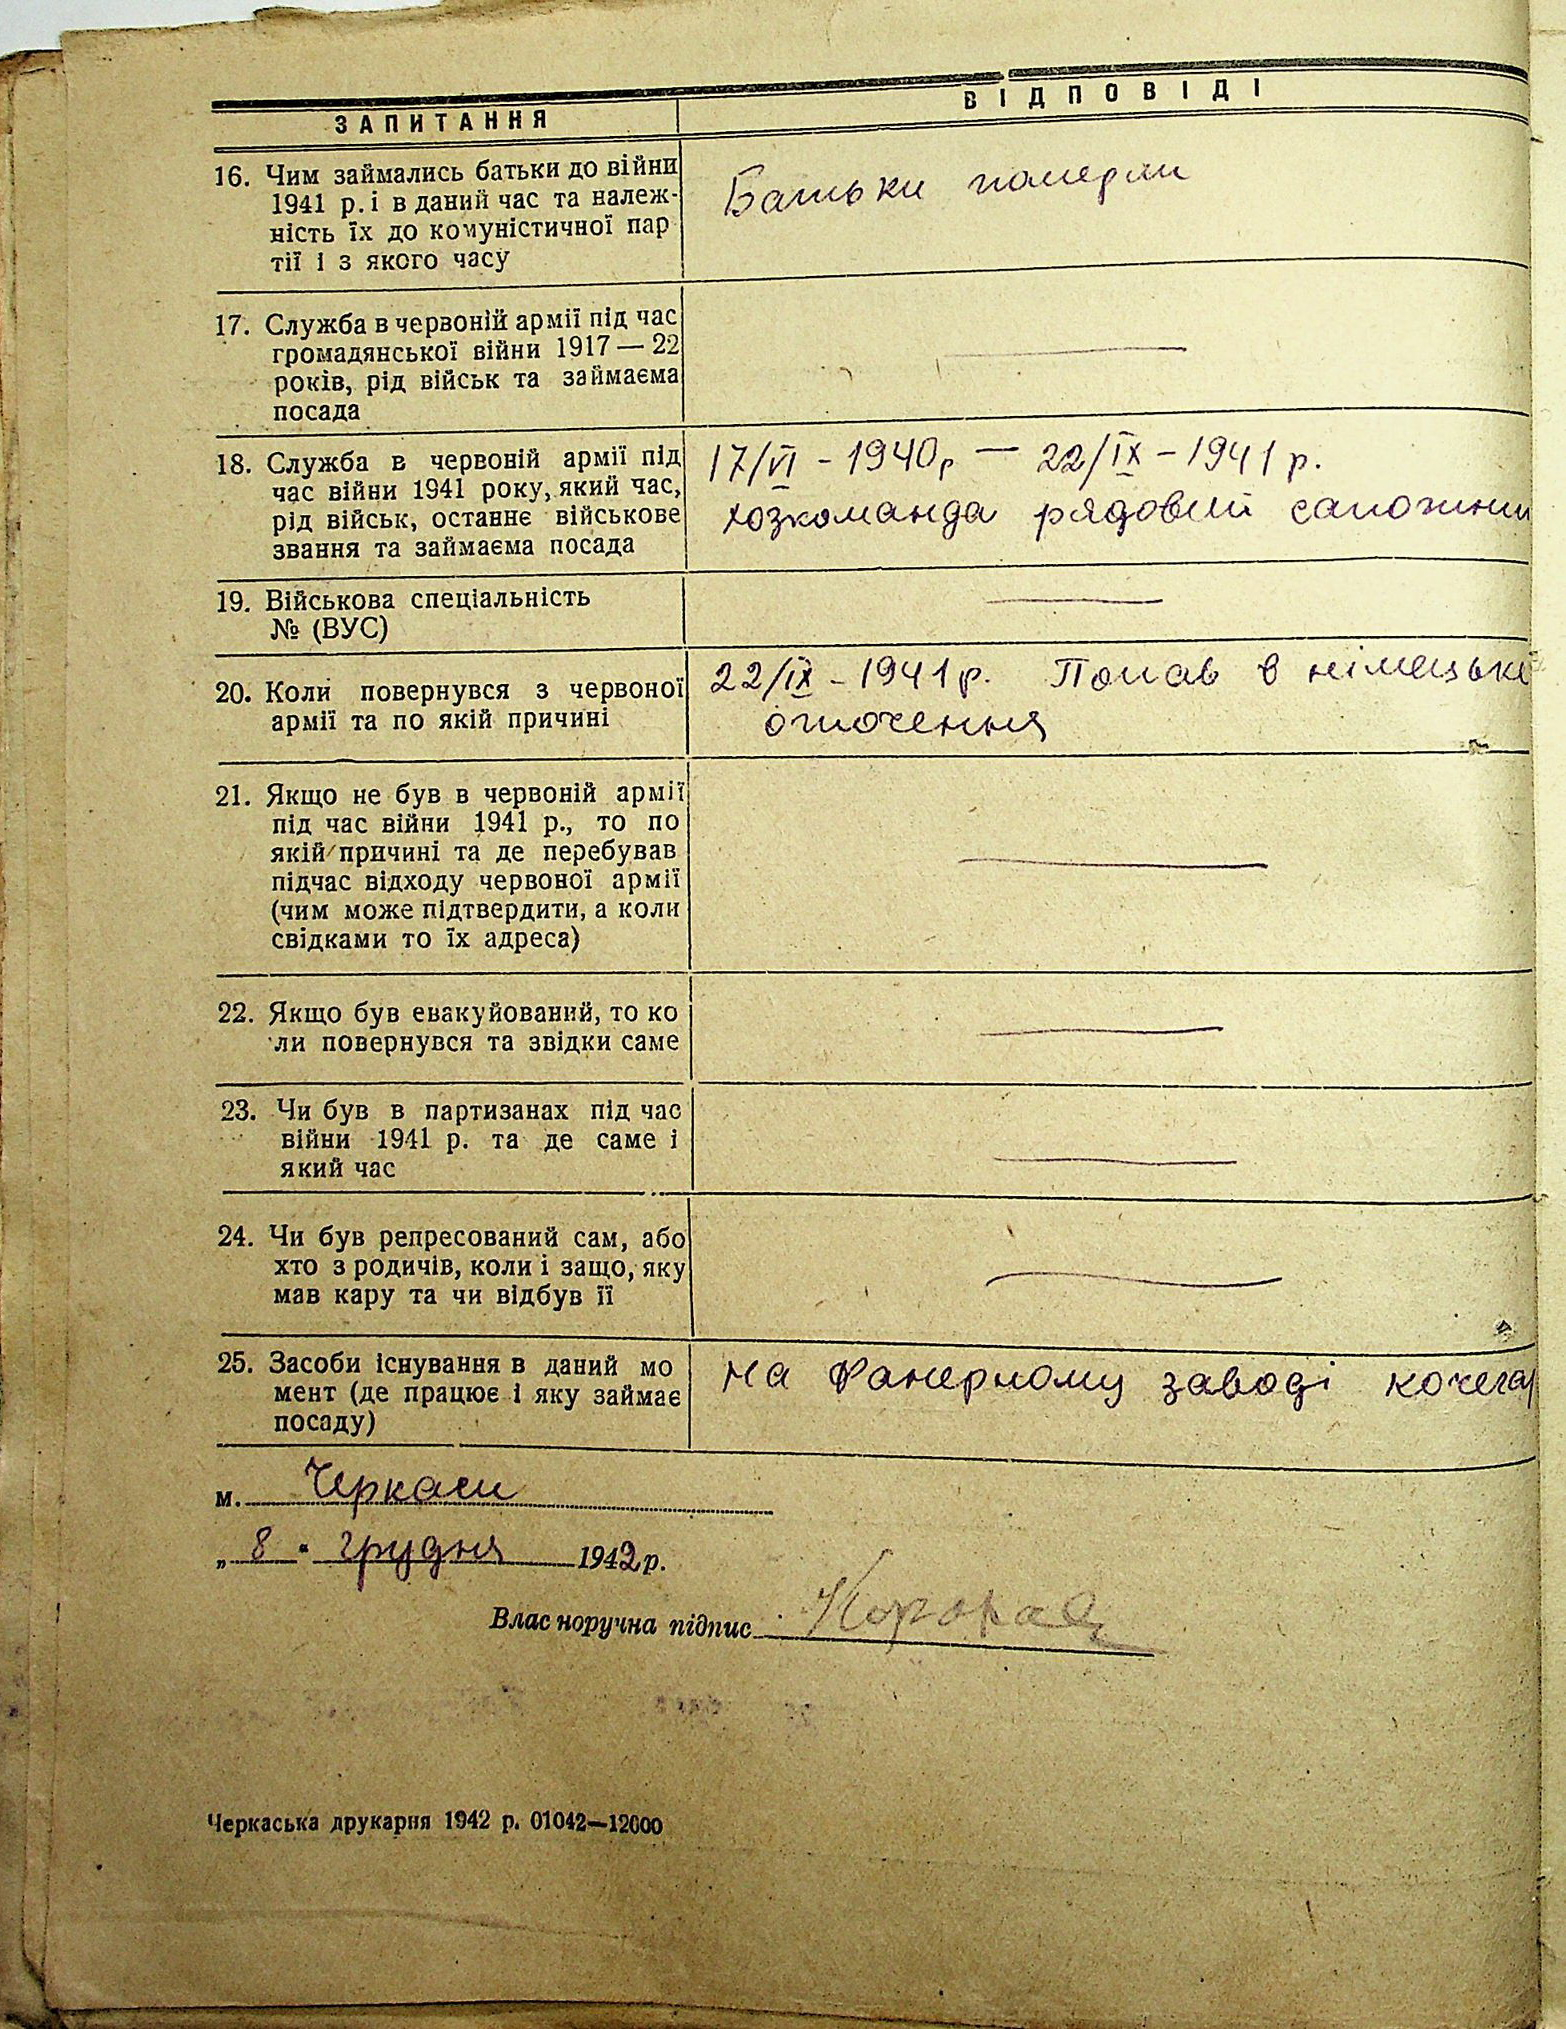 ЗАПИТАННЯ
ВІДПОВІДІ
16. Чим займались батьки до війни
1941 р. і в даний час та належ-
ність їх до комуністичної пар
тії і з якого часу
Батьки померли
17. Служба в червоній армії під час
громадянської війни 1917 — 22
років, рід військ та займаєма
посада
18. Служба в червоній армії під
час війни 1941 року, який час,
рід військ, останнє військове
звання та займаєма посада
17/VI - 1940р — 22/IX - 1941 р.
хозкоманда рядовий
19. Військова спеціальність
№ (ВУС)
20. Коли повернувся з червоної
армії та по якій причині
22/IX - 1941 р. Попав в німецьке
оточення
21. Якщо не був в червоній армії
під час війни 1941 р., то по
якій причині та де перебував
підчас відходу червоної армії
(чим може підтвердити, а коли
свідками то їх адреса)
22. Якщо був евакуйований, то ко
ли повернувся та звідки саме
23. Чи був в партизанах під час
війни 1941 р. та де саме і
який час
24. Чи був репресований сам, або
хто з родичів, коли і защо, яку
мав кару та чи відбув її
25. Засоби існування в даний мо
мент (де працює і яку займає
посаду)
на фанерному заводі кочегар
м. Черкаси
„ 8 " грудня 1942 р.
Власноручна підпис
Черкаська друкарня 1942 р. 01042—12000